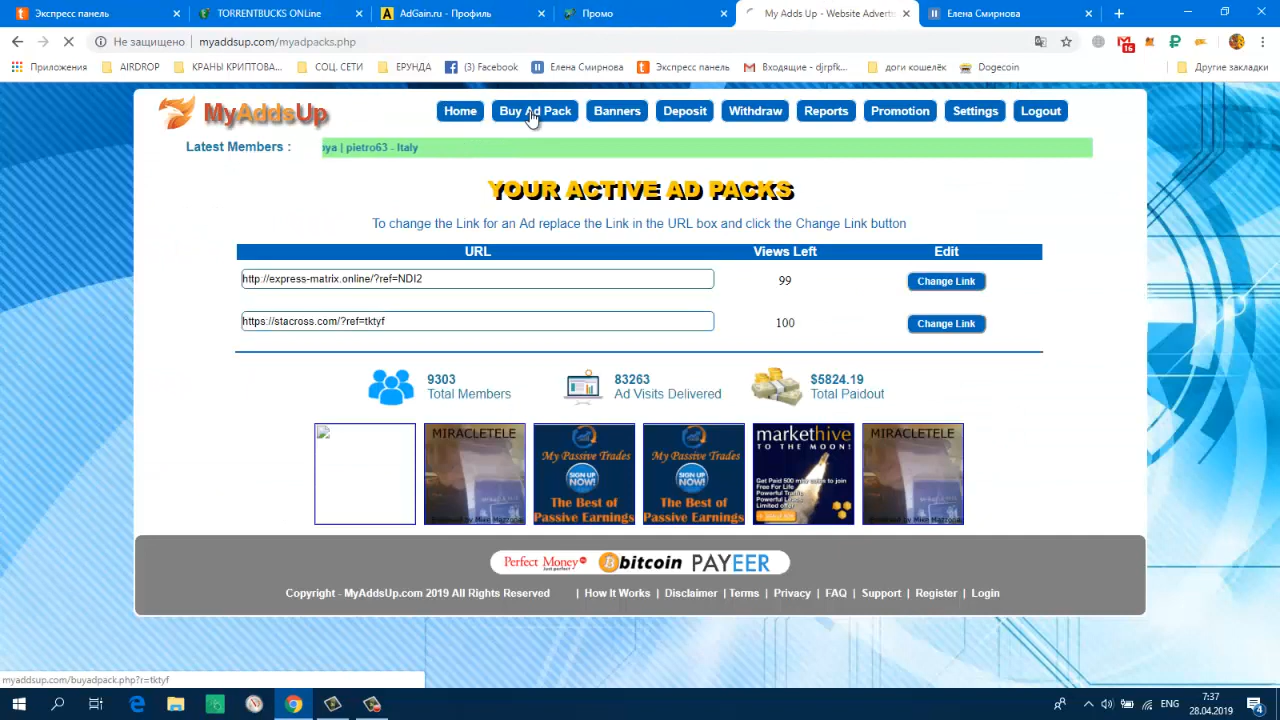 Экспресс панель
TORRENTBUCKS ONLine
AdGain.ru - Профиль
Промо
My Adds Up - Website Adverti
Елена Смирнова
Не защищено | myaddsup.com/myadpacks.php
16
Приложения
AIRDROP
КРАНЫ КРИПТОВА...
СОЦ. СЕТИ
ЕРУНДА
(3) Facebook
Елена Смирнова
Экспресс панель
Входящие - djrpfk...
доги кошелёк
Dogecoin
Другие закладки
MyAddsUp
Home
Buy Ad Pack
Banners
Deposit
Withdraw
Reports
Promotion
Settings
Logout
Latest Members :
oya | pietro63 - Italy
YOUR ACTIVE AD PACKS
To change the Link for an Ad replace the Link in the URL box and click the Change Link button
URL Views Left Edit
http://express-matrix.online/?ref=NDI2 99 Change Link
https://stacross.com/?ref=tktyf 100 Change Link
9303
Total Members
83263
Ad Visits Delivered
$5824.19
Total Paidout
MIRACLETELE
My Passive Trades
SIGN UP
NOW!
The Best of
Passive Earnings
My Passive Trades
SIGN UP
NOW!
The Best of
Passive Earnings
markethive
TO THE MOON!
MIRACLETELE
Perfect Money
bitcoin
PAYEER
Copyright - MyAddsUp.com 2019 All Rights Reserved | How It Works | Disclaimer | Terms | Privacy | FAQ | Support | Register | Login
myaddsup.com/buyadpack.php?r=tktyf
ENG
7:37
28.04.2019
4